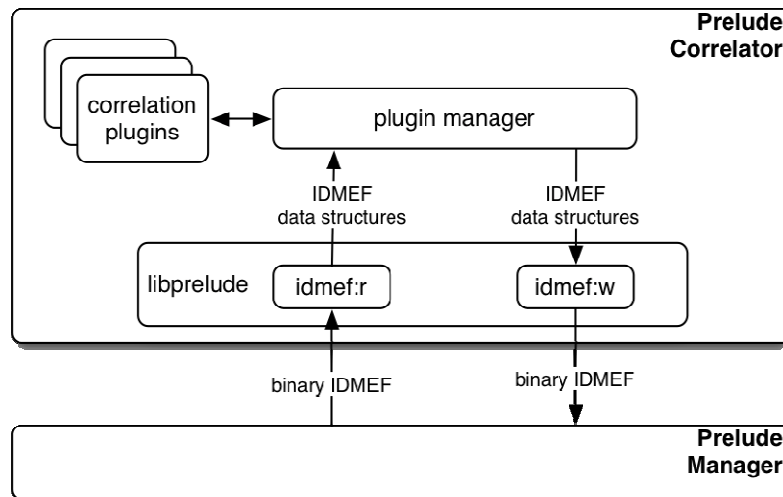 Prelude
Correlator
correlation
plugins
plugin manager
IDMEF
data structures
IDMEF
data structures
libprelude
idmef:r
idmef:w
binary IDMEF
binary IDMEF
Prelude
Manager